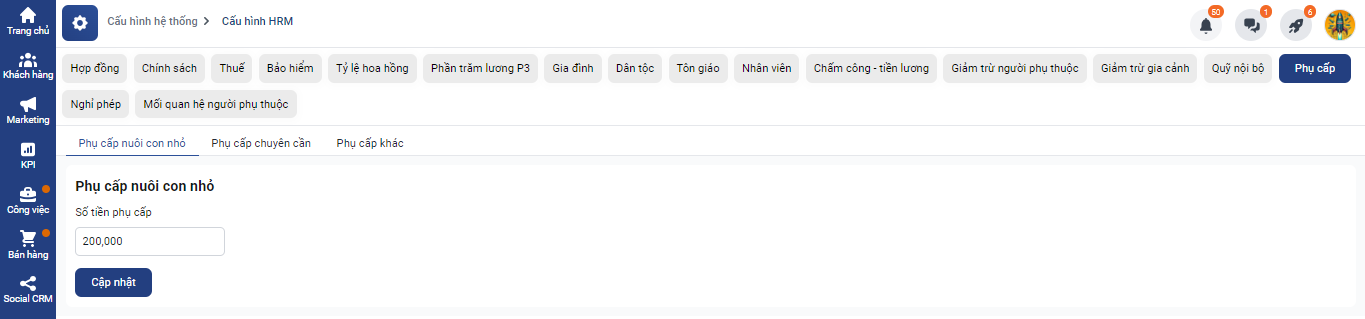 Trang chủ
Khách hàng
Marketing
KPI
Công việc
Bán hàng
Social CRM
Cấu hình hệ thống
Cấu hình HRM
50
1
6
Hợp đồng
Chính sách
Thuế
Bảo hiểm
Tỷ lệ hoa hồng
Phần trăm lương P3
Gia đình
Dân tộc
Tôn giáo
Nhân viên
Chấm công - tiền lương
Giảm trừ người phụ thuộc
Giảm trừ gia cảnh
Quỹ nội bộ
Phụ cấp
Nghỉ phép
Mối quan hệ người phụ thuộc
Phụ cấp nuôi con nhỏ
Phụ cấp chuyên cần
Phụ cấp khác
Phụ cấp nuôi con nhỏ
Số tiền phụ cấp
200,000
Cập nhật